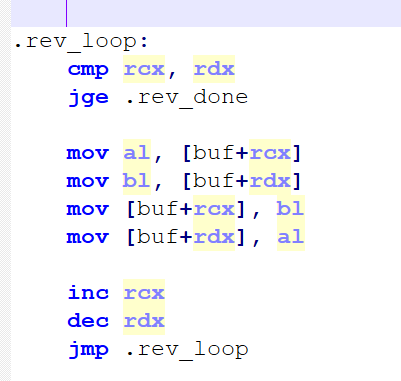 .rev_loop:
    cmp rcx, rdx
    jge .rev_done

    mov al, [buf+rcx]
    mov bl, [buf+rdx]
    mov [buf+rcx], bl
    mov [buf+rdx], al

    inc rcx
    dec rdx
    jmp .rev_loop